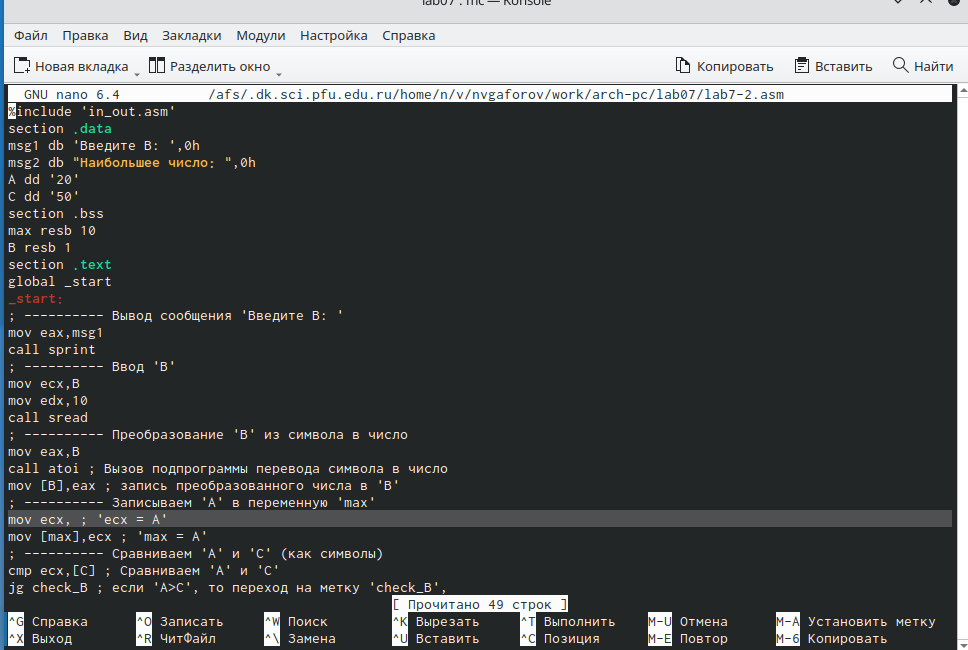 lab07 : mc — Konsole
Файл Правка Вид Закладки Модули Настройка Справка
Новая вкладка Разделить окно Копировать Вставить Найти
GNU nano 6.4 /afs/.dk.sci.pfu.edu.ru/home/n/v/nvgaforov/work/arch-pc/lab07/lab7-2.asm
%include 'in_out.asm'
section .data
msg1 db 'Введите B: ',0h
msg2 db "Наибольшее число: ",0h
A dd '20'
C dd '50'
section .bss
max resb 10
B resb 1
section .text
global _start
_start:
; ---------- Вывод сообщения 'Введите B: '
mov eax,msg1
call sprint
; ---------- Ввод 'B'
mov ecx,B
mov edx,10
call sread
; ---------- Преобразование 'B' из символа в число
mov eax,B
call atoi ; Вызов подпрограммы перевода символа в число
mov [B],eax ; запись преобразованного числа в 'B'
; ---------- Записываем 'A' в переменную 'max'
mov ecx, ; 'ecx = A'
mov [max],ecx ; 'max = A'
; ---------- Сравниваем 'A' и 'С' (как символы)
cmp ecx,[C] ; Сравниваем 'A' и 'С'
jg check_B ; если 'A>C', то переход на метку 'check_B',
[ Прочитано 49 строк ]
^G Справка ^O Записать ^W Поиск ^K Вырезать ^T Выполнить ^C Позиция M-U Отмена M-A Установить метку
^X Выход ^R ЧитФайл ^\ Замена ^U Вставить ^C Позиция M-E Повтор M-6 Копировать